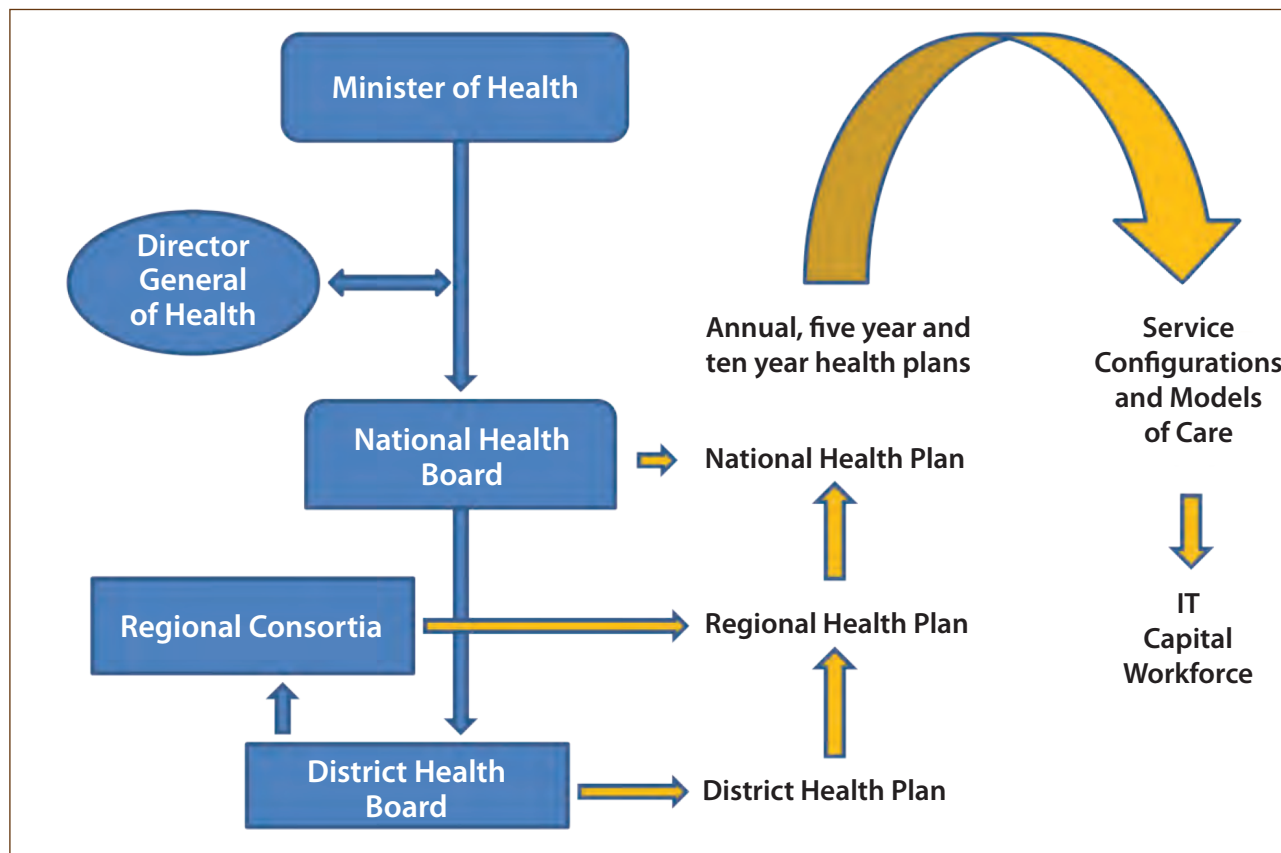 Minister of Health
Director
General
of Health
Annual, five year and
ten year health plans
Service
Configurations
and Models
of Care
National Health
Board
National Health Plan
Regional Consortia
Regional Health Plan
IT
Capital
Workforce
District Health
Board
District Health Plan